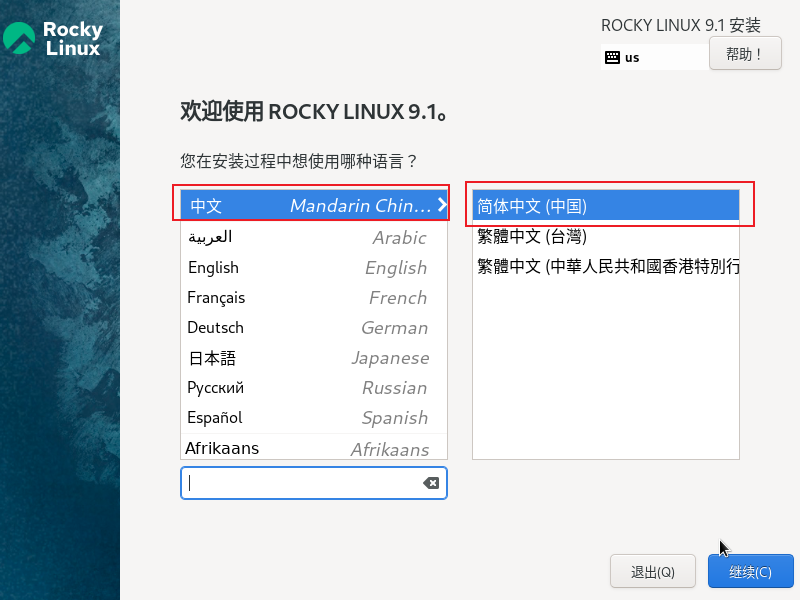 Rocky
Linux
ROCKY LINUX 9.1 安装
us
帮助！
欢迎使用 ROCKY LINUX 9.1。
您在安装过程中想使用哪种语言？
中文 Mandarin Chin…
العربية Arabic
English English
Français French
Deutsch German
日本語 Japanese
Русский Russian
Español Spanish
Afrikaans Afrikaans
简体中文 (中国)
繁體中文 (台灣)
繁體中文 (中華人民共和國香港特別行
退出(Q)
继续(C)